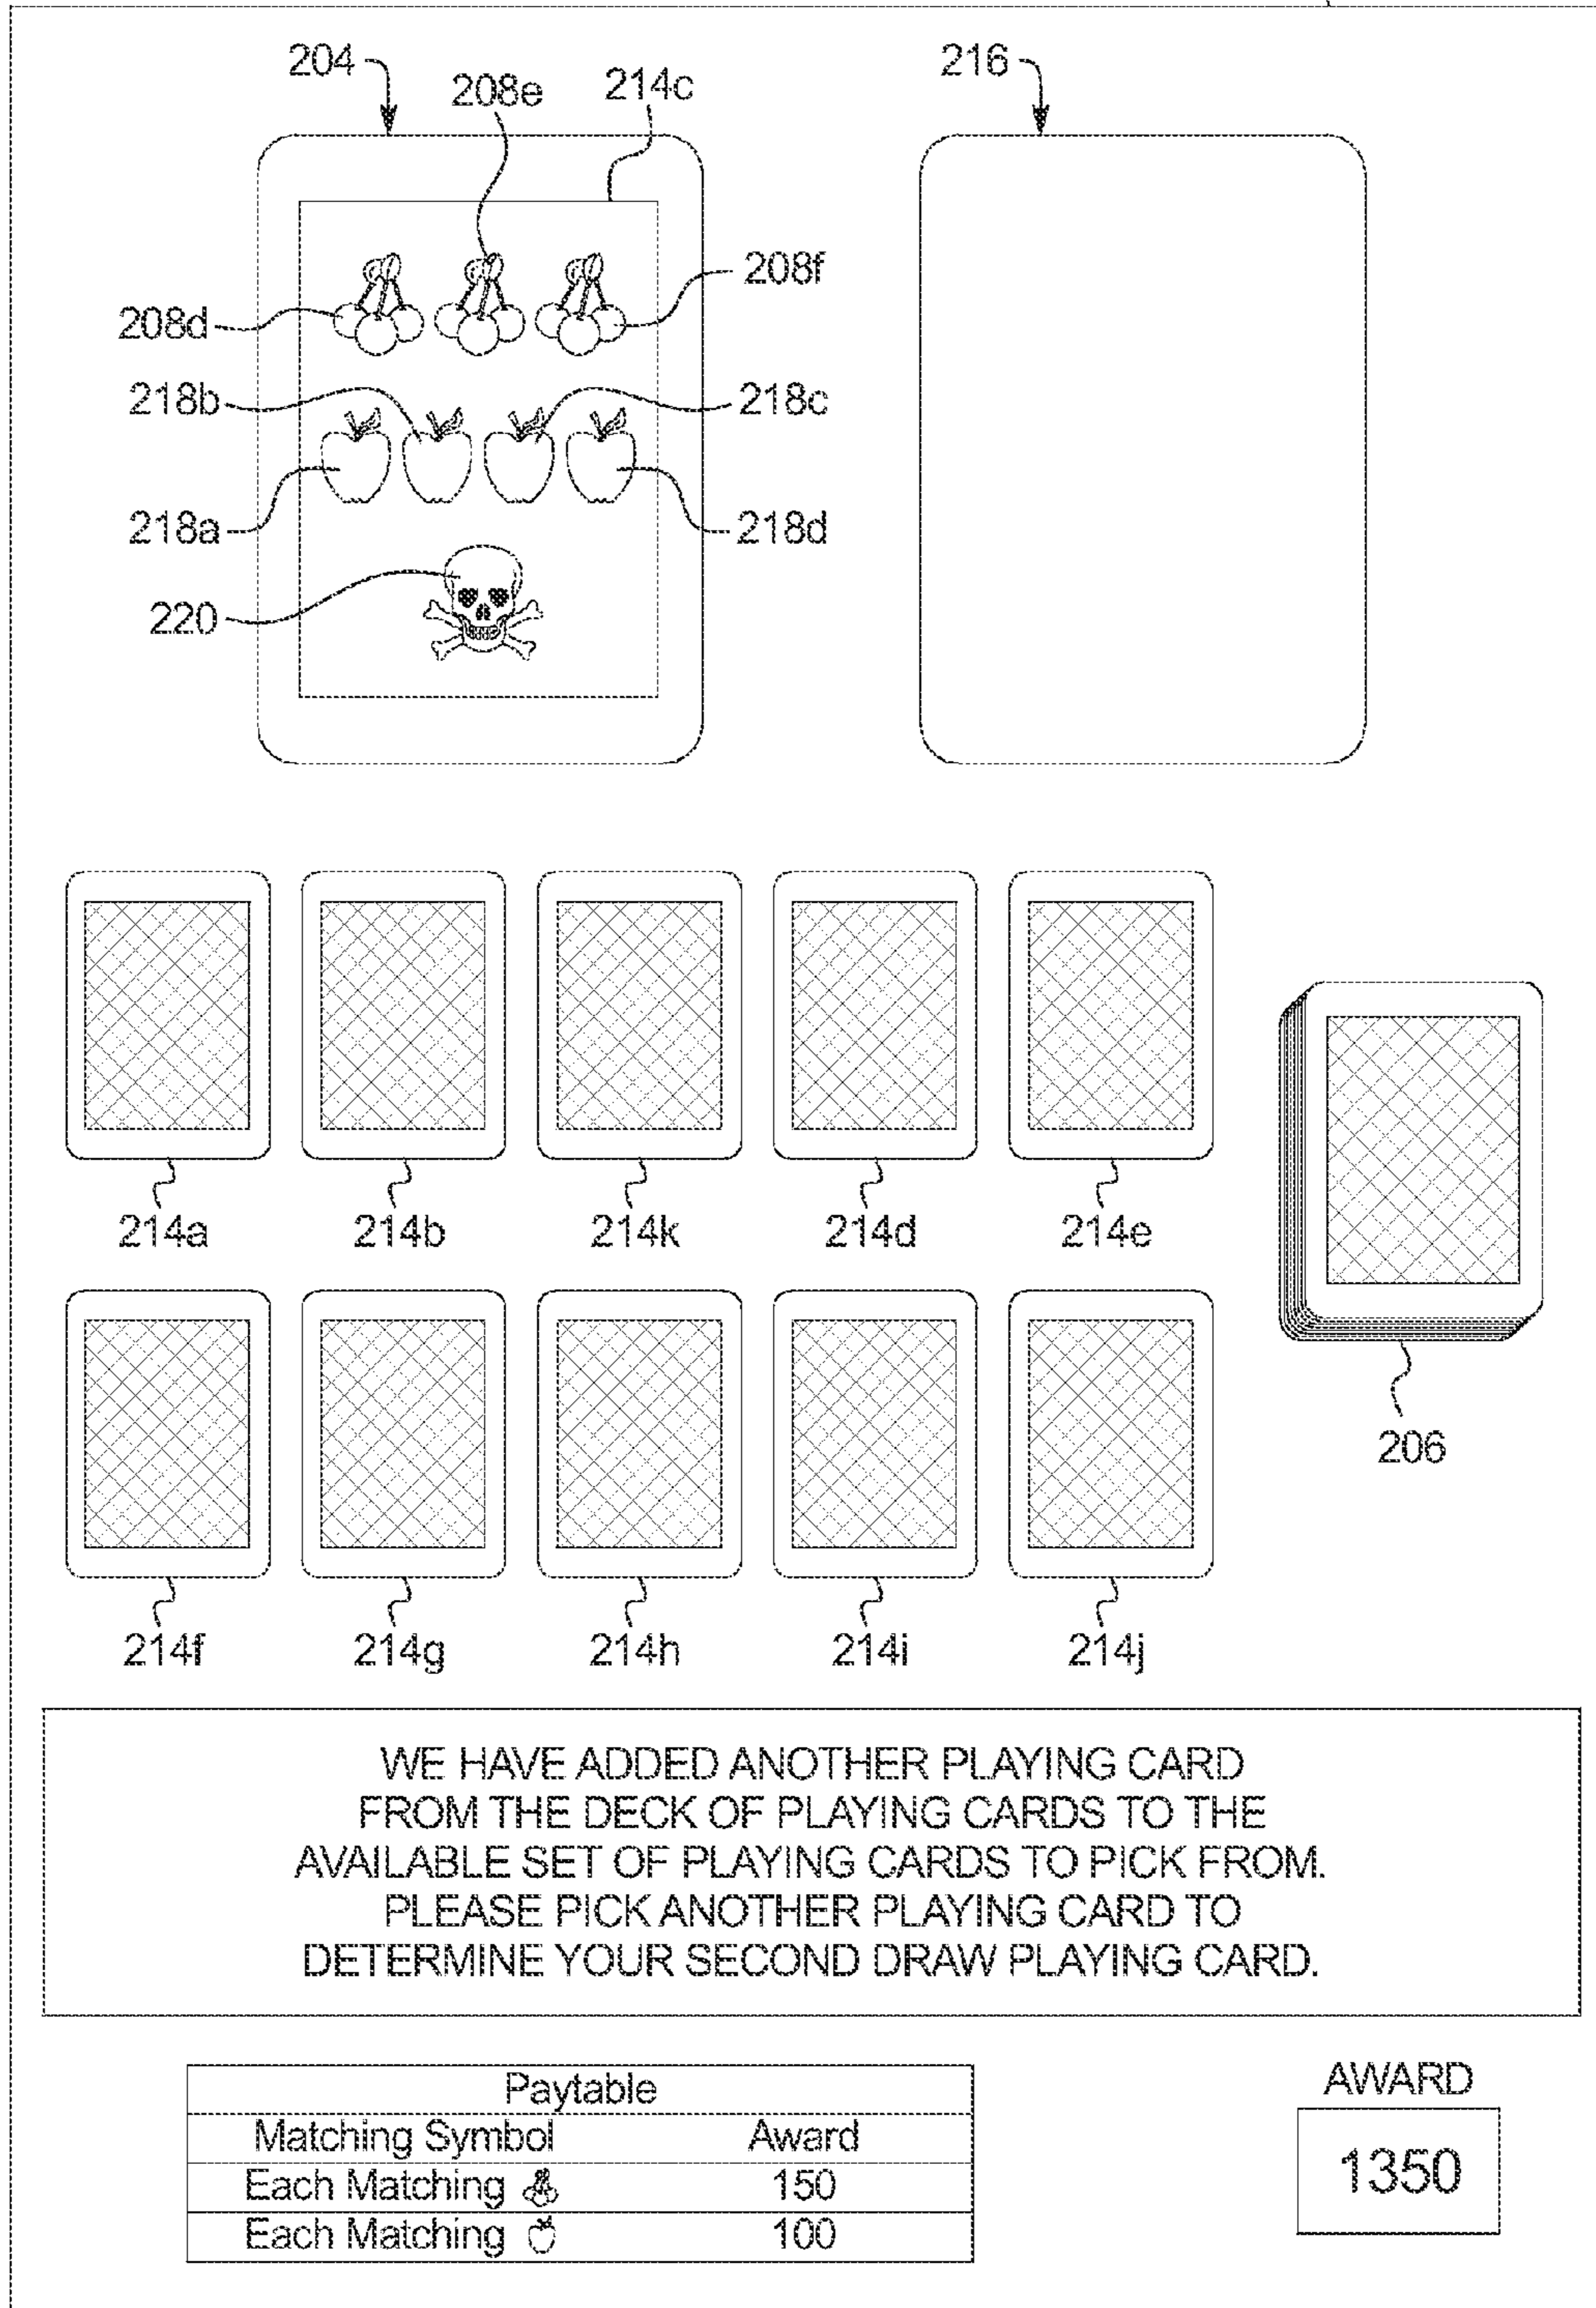 204
208e
214c
216
208f
208d
218b
218c
218a
218d
220
214a
214b
214k
214d
214e
206
214f
214g
214h
214i
214j
WE HAVE ADDED ANOTHER PLAYING CARD
FROM THE DECK OF PLAYING CARDS TO THE
AVAILABLE SET OF PLAYING CARDS TO PICK FROM.
PLEASE PICK ANOTHER PLAYING CARD TO
DETERMINE YOUR SECOND DRAW PLAYING CARD.
Paytable
Matching Symbol Award
Each Matching 150
Each Matching 100
AWARD
1350